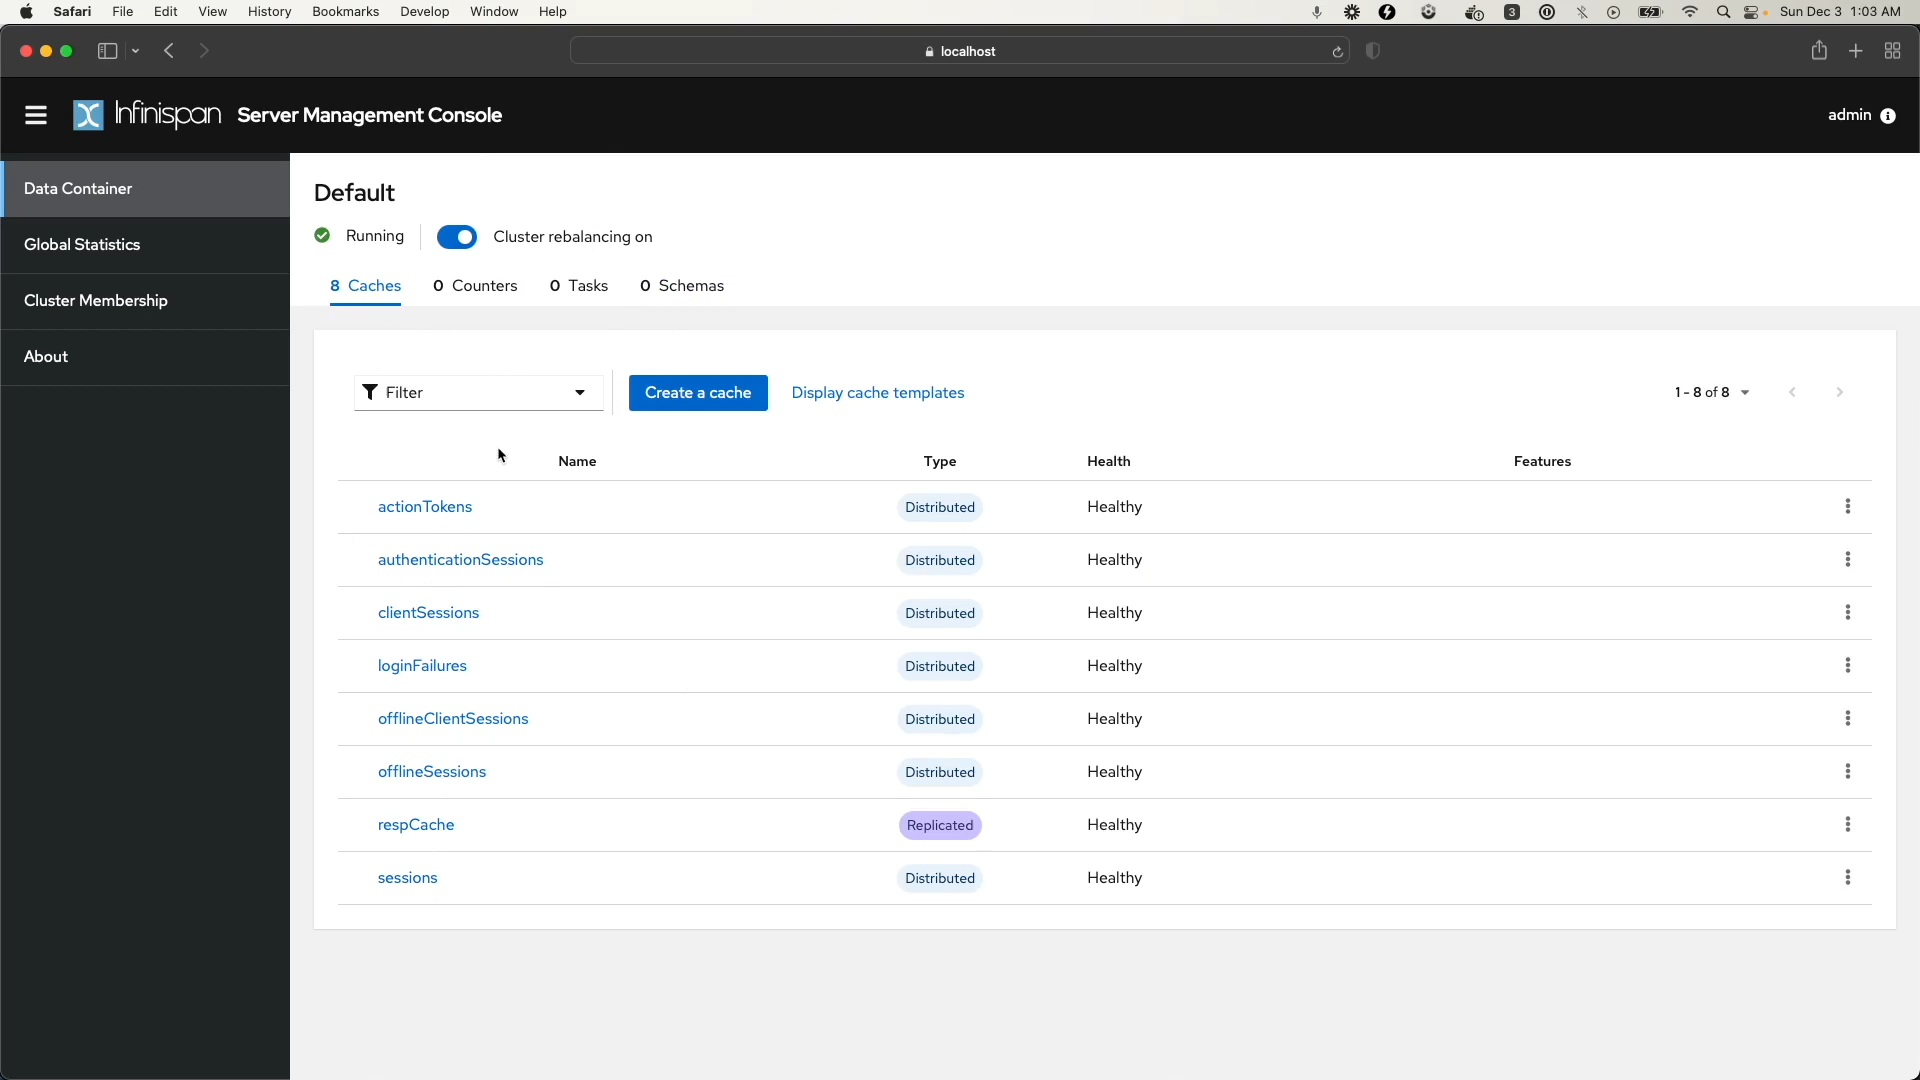 Safari File Edit View History Bookmarks Develop Window Help 3 Sun Dec 3 1:03 AM
localhost
Infinispan Server Management Console admin
Data Container
Global Statistics
Cluster Membership
About
Default
Running Cluster rebalancing on
8 Caches 0 Counters 0 Tasks 0 Schemas
Filter Create a cache Display cache templates 1 - 8 of 8
Name Type Health Features
actionTokens Distributed Healthy
authenticationSessions Distributed Healthy
clientSessions Distributed Healthy
loginFailures Distributed Healthy
offlineClientSessions Distributed Healthy
offlineSessions Distributed Healthy
respCache Replicated Healthy
sessions Distributed Healthy